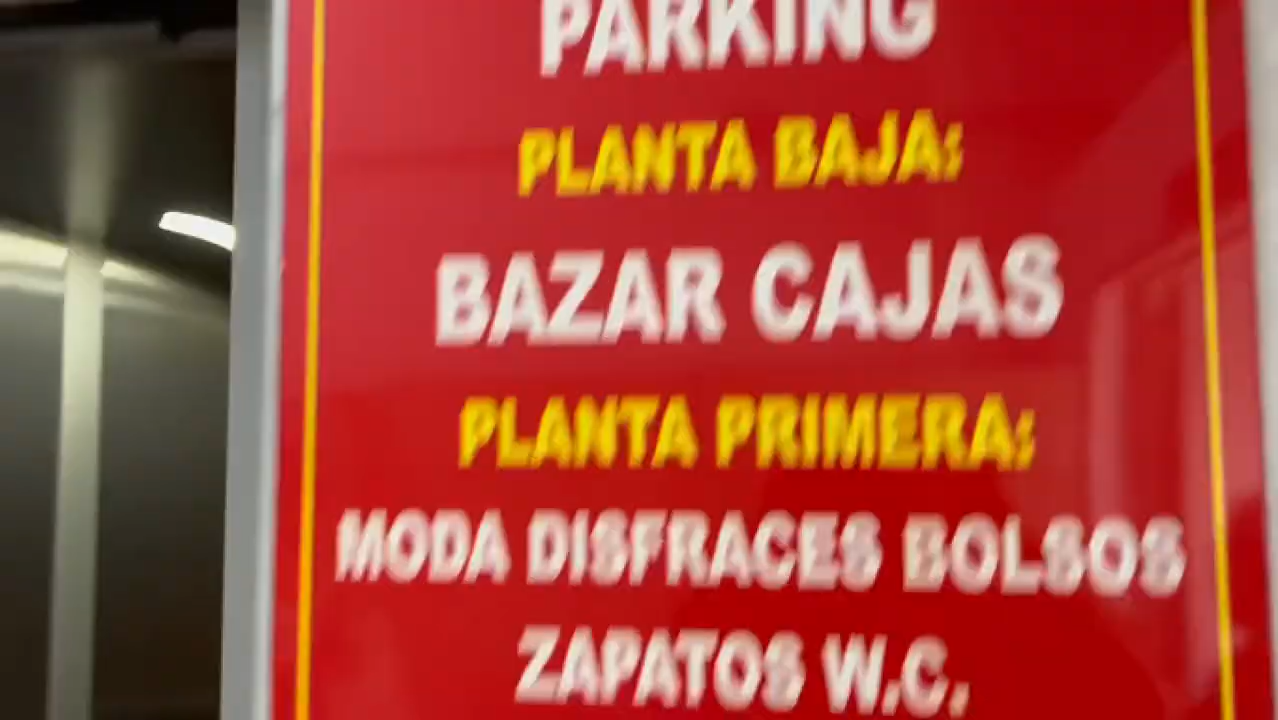 PARKING
PLANTA BAJA:
BAZAR CAJAS
PLANTA PRIMERA:
MODA DISFRACES BOLSOS
ZAPATOS W.C.